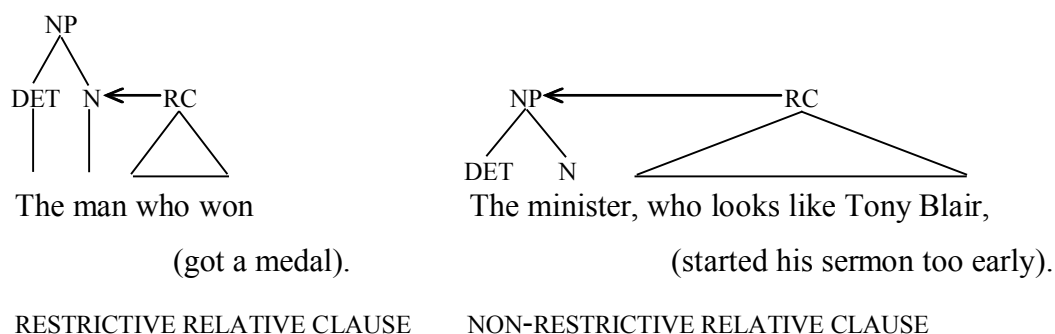 NP
DET N RC
The man who won
(got a medal).
RESTRICTIVE RELATIVE CLAUSE
NP RC
DET N
The minister, who looks like Tony Blair,
(started his sermon too early).
NON-RESTRICTIVE RELATIVE CLAUSE